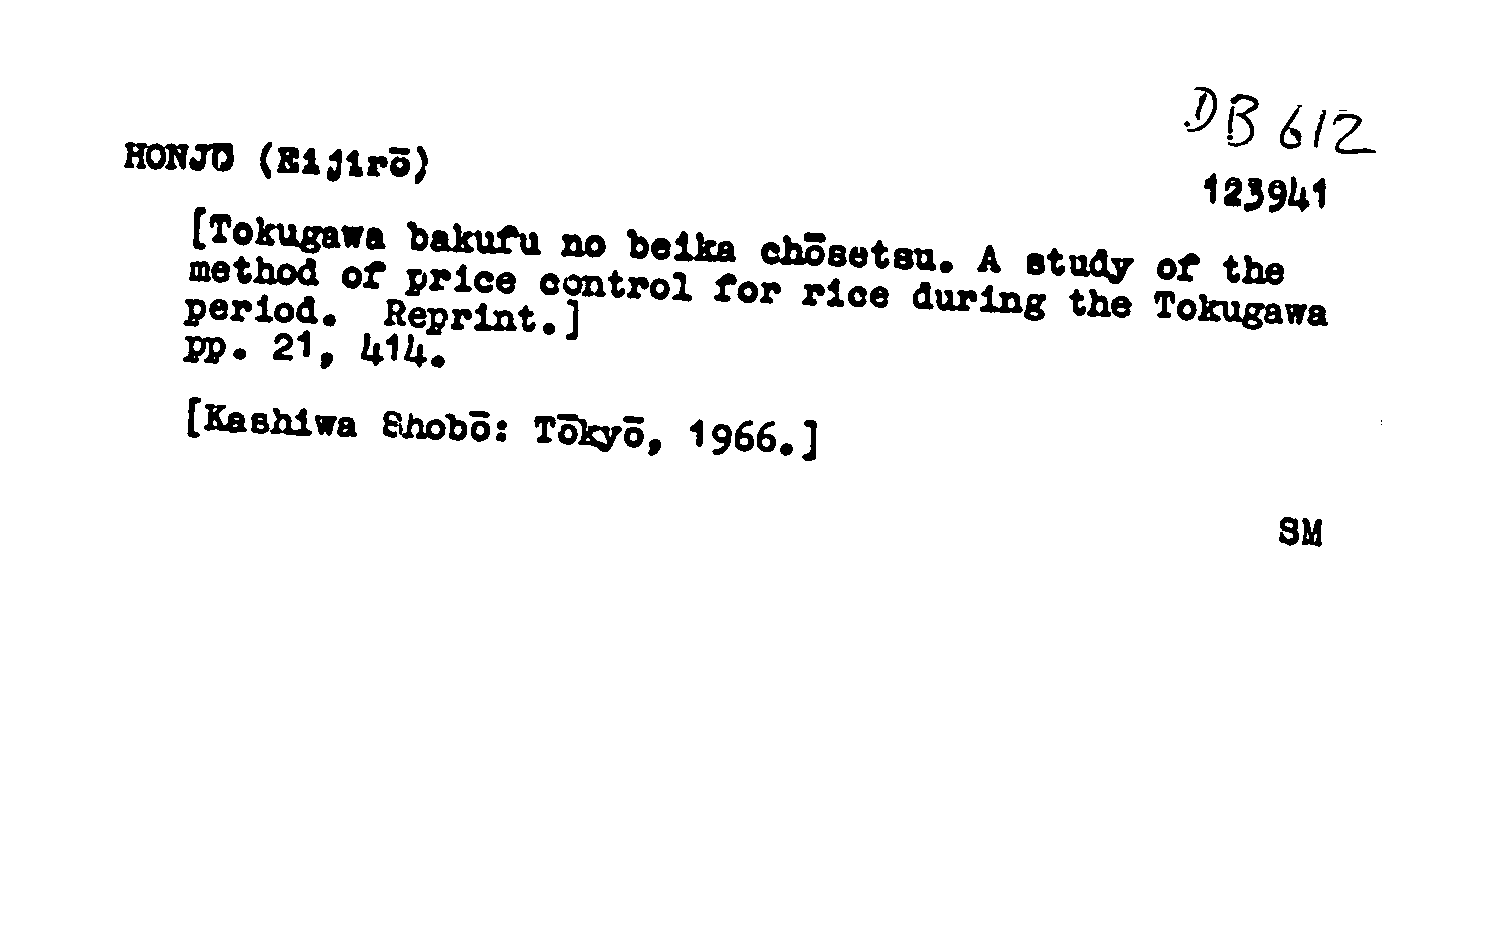 DB 612
HONJŌ (Eijirō)
123941
[Tokugawa bakufu no beika chōsetsu. A study of the
method of price control for rice during the Tokugawa
period. Reprint.]
pp. 21, 414.
[Kashiwa Shobō: Tōkyō, 1966.]
SM